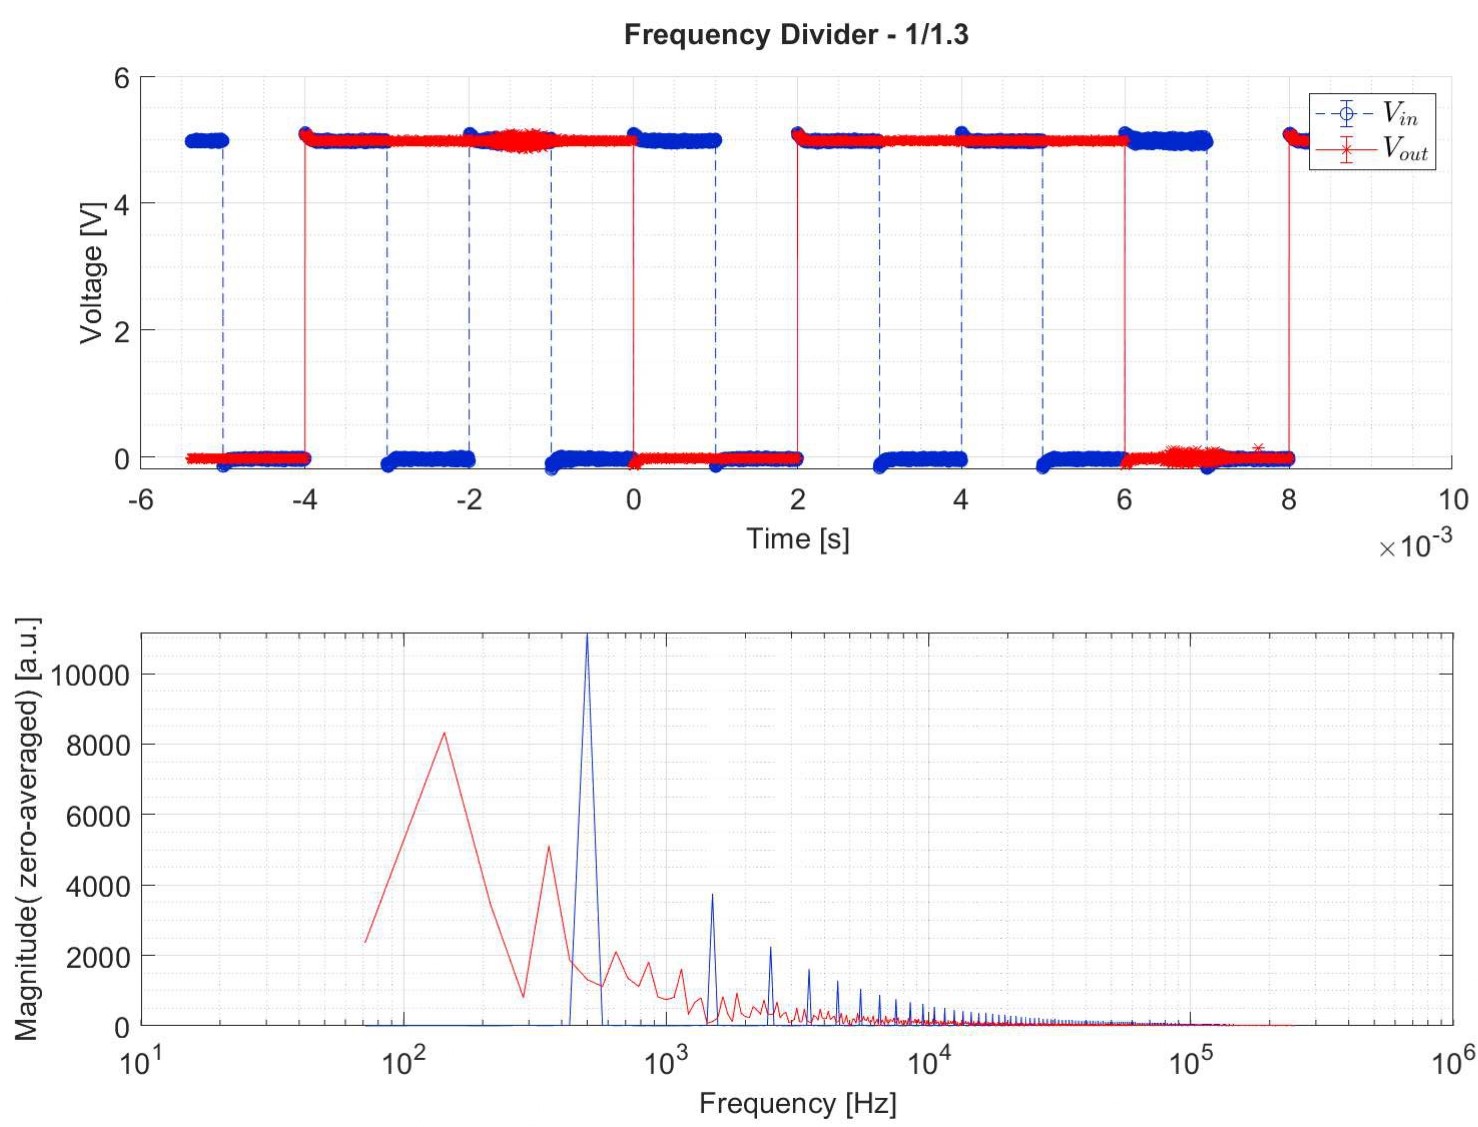 Frequency Divider - 1/1.3
6
4
2
0
Voltage [V]
V_in
V_out
-6 -4 -2 0 2 4 6 8 10
Time [s]
×10^-3
10000
8000
6000
4000
2000
0
Magnitude( zero-averaged) [a.u.]
10^1 10^2 10^3 10^4 10^5 10^6
Frequency [Hz]